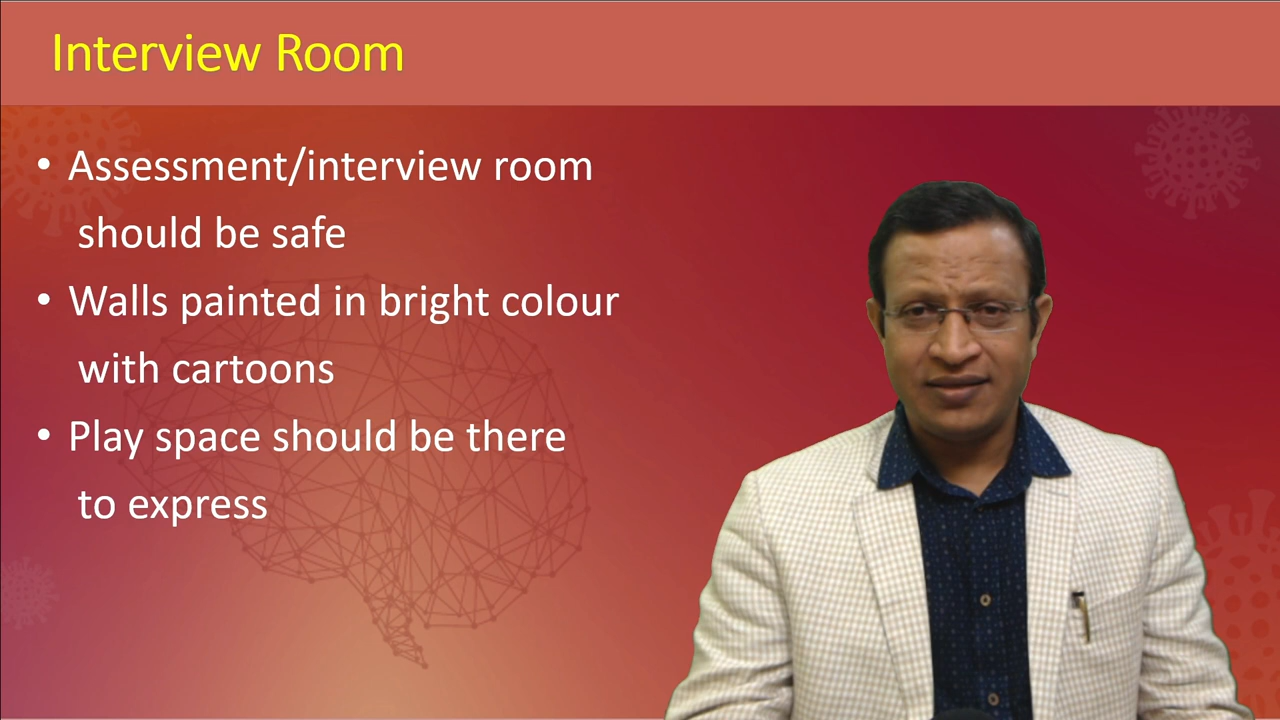 Interview Room
• Assessment/interview room
should be safe
• Walls painted in bright colour
with cartoons
• Play space should be there
to express